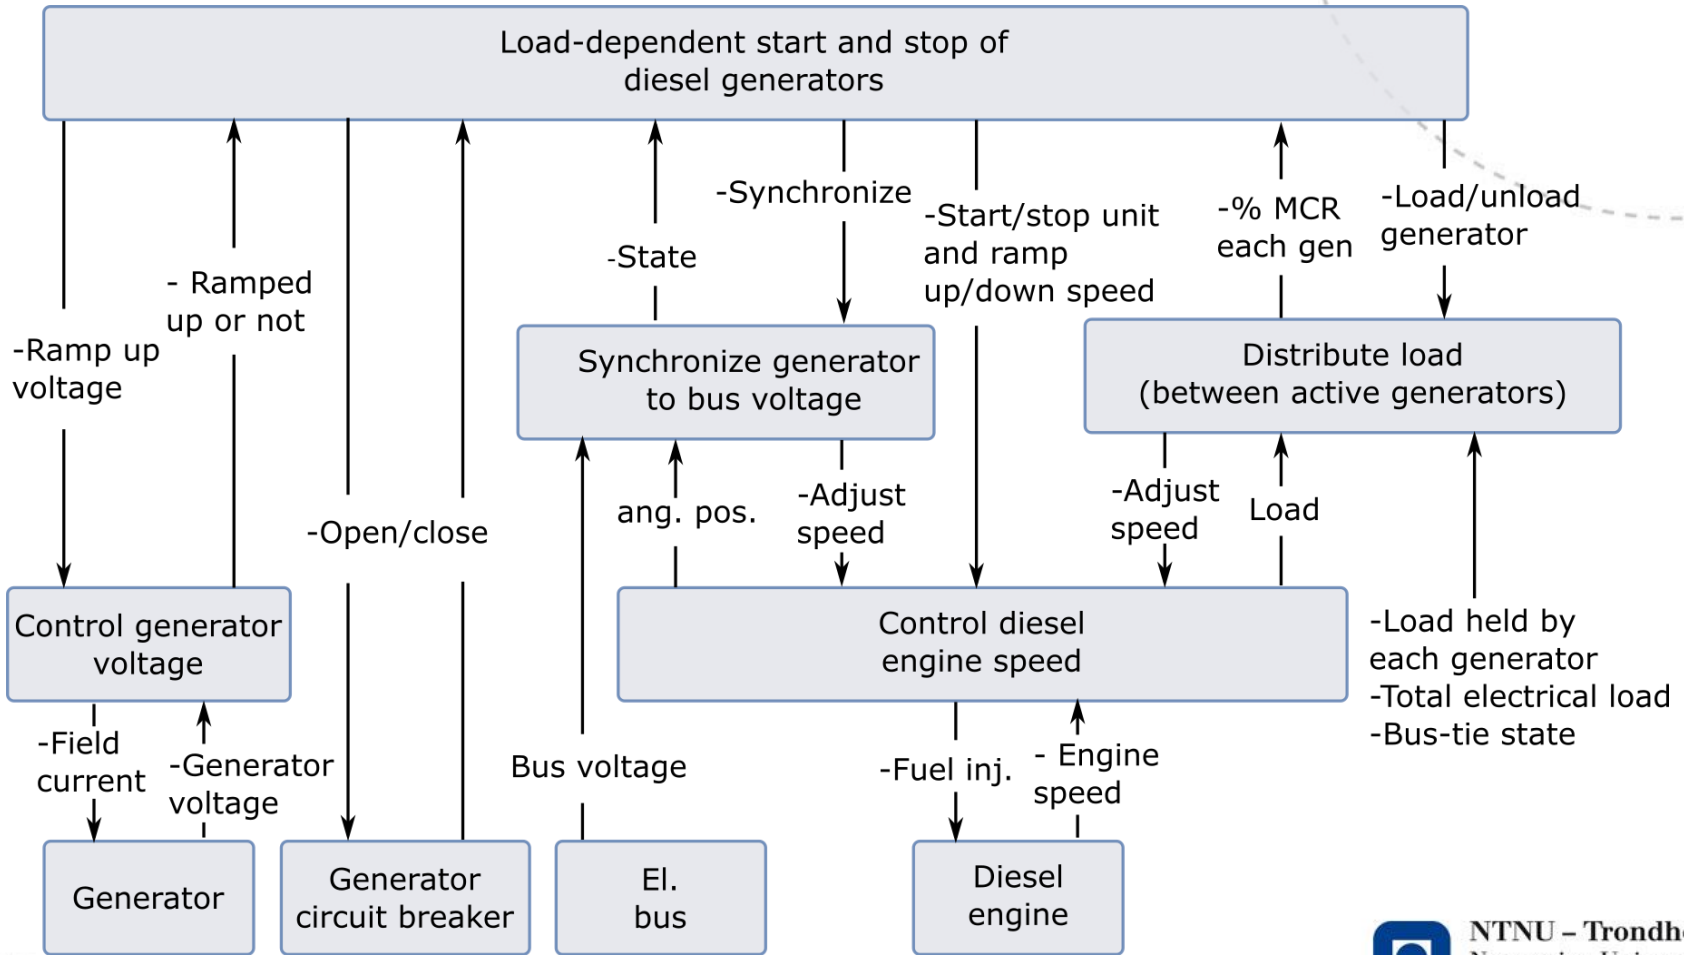 Load-dependent start and stop of
diesel generators
-Synchronize
-Load/unload
generator
-% MCR
each gen
-Start/stop unit
and ramp
up/down speed
-State
- Ramped
up or not
-Ramp up
voltage
Synchronize generator
to bus voltage
Distribute load
(between active generators)
-Open/close
ang. pos.
-Adjust
speed
-Adjust
speed
Load
Control generator
voltage
Control diesel
engine speed
-Load held by
each generator
-Total electrical load
-Bus-tie state
-Field
current
-Generator
voltage
Bus voltage
-Fuel inj.
- Engine
speed
Generator
Generator
circuit breaker
El.
bus
Diesel
engine
NTNU – Trondh